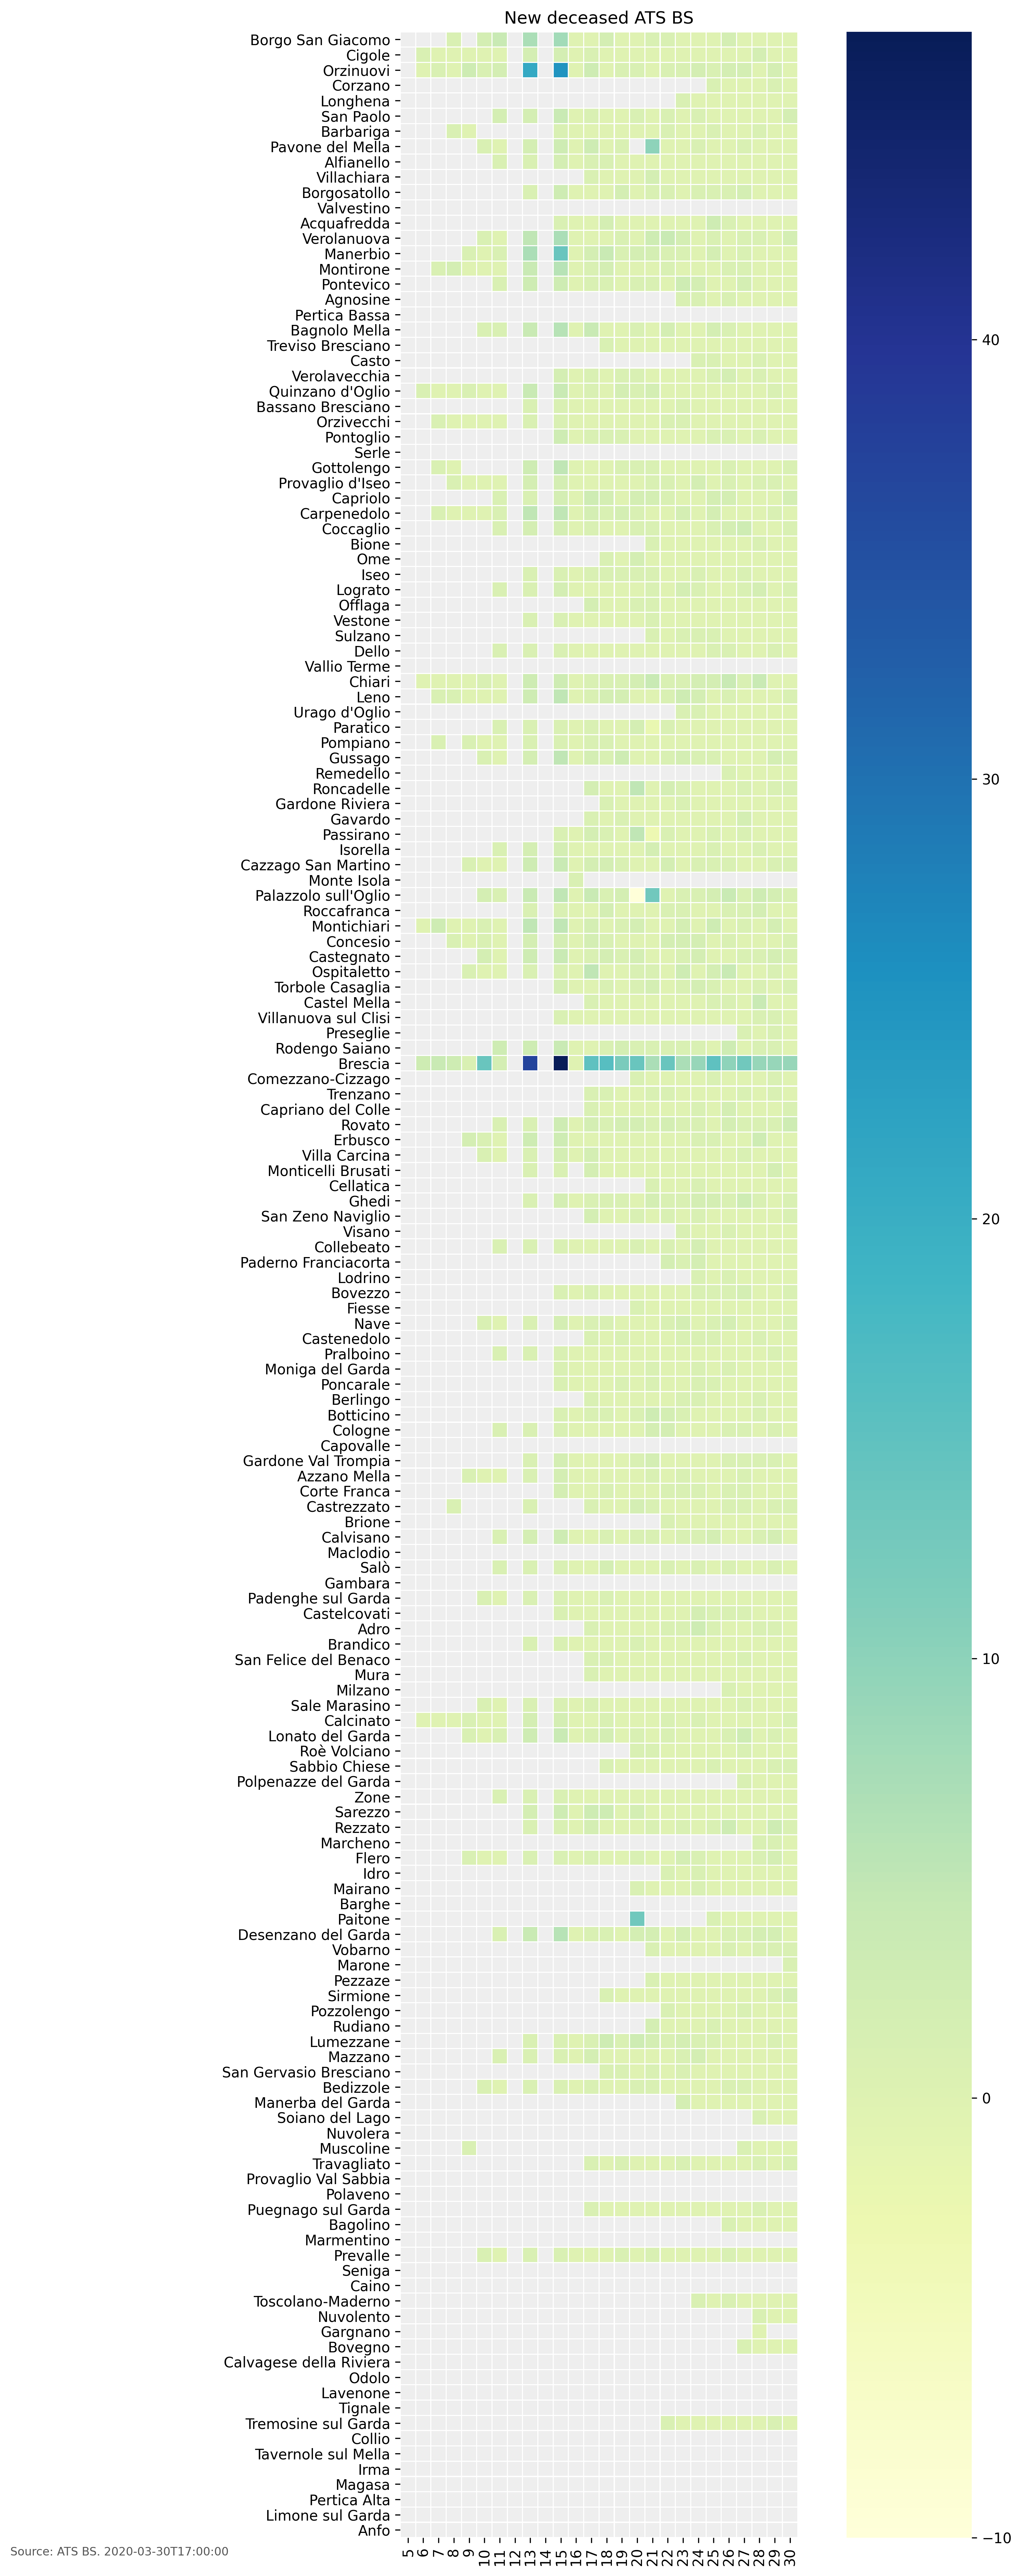 New deceased ATS BS
Borgo San Giacomo
Cigole
Orzinuovi
Corzano
Longhena
San Paolo
Barbariga
Pavone del Mella
Alfianello
Villachiara
Borgosatollo
Valvestino
Acquafredda
Verolanuova
Manerbio
Montirone
Pontevico
Agnosine
Pertica Bassa
Bagnolo Mella
Treviso Bresciano
Casto
Verolavecchia
Quinzano d'Oglio
Bassano Bresciano
Orzivecchi
Pontoglio
Serle
Gottolengo
Provaglio d'Iseo
Capriolo
Carpenedolo
Coccaglio
Bione
Ome
Iseo
Lograto
Offlaga
Vestone
Sulzano
Dello
Vallio Terme
Chiari
Leno
Urago d'Oglio
Paratico
Pompiano
Gussago
Remedello
Roncadelle
Gardone Riviera
Gavardo
Passirano
Isorella
Cazzago San Martino
Monte Isola
Palazzolo sull'Oglio
Roccafranca
Montichiari
Concesio
Castegnato
Ospitaletto
Torbole Casaglia
Castel Mella
Villanuova sul Clisi
Preseglie
Rodengo Saiano
Brescia
Comezzano-Cizzago
Trenzano
Capriano del Colle
Rovato
Erbusco
Villa Carcina
Monticelli Brusati
Cellatica
Ghedi
San Zeno Naviglio
Visano
Collebeato
Paderno Franciacorta
Lodrino
Bovezzo
Fiesse
Nave
Castenedolo
Pralboino
Moniga del Garda
Poncarale
Berlingo
Botticino
Cologne
Capovalle
Gardone Val Trompia
Azzano Mella
Corte Franca
Castrezzato
Brione
Calvisano
Maclodio
Salò
Gambara
Padenghe sul Garda
Castelcovati
Adro
Brandico
San Felice del Benaco
Mura
Milzano
Sale Marasino
Calcinato
Lonato del Garda
Roè Volciano
Sabbio Chiese
Polpenazze del Garda
Zone
Sarezzo
Rezzato
Marcheno
Flero
Idro
Mairano
Barghe
Paitone
Desenzano del Garda
Vobarno
Marone
Pezzaze
Sirmione
Pozzolengo
Rudiano
Lumezzane
Mazzano
San Gervasio Bresciano
Bedizzole
Manerba del Garda
Soiano del Lago
Nuvolera
Muscoline
Travagliato
Provaglio Val Sabbia
Polaveno
Puegnago sul Garda
Bagolino
Marmentino
Prevalle
Seniga
Caino
Toscolano-Maderno
Nuvolento
Gargnano
Bovegno
Calvagese della Riviera
Odolo
Lavenone
Tignale
Tremosine sul Garda
Collio
Tavernole sul Mella
Irma
Magasa
Pertica Alta
Limone sul Garda
Anfo
5 6 7 8 9 10 11 12 13 14 15 16 17 18 19 20 21 22 23 24 25 26 27 28 29 30
40
30
20
10
0
−10
Source: ATS BS. 2020-03-30T17:00:00